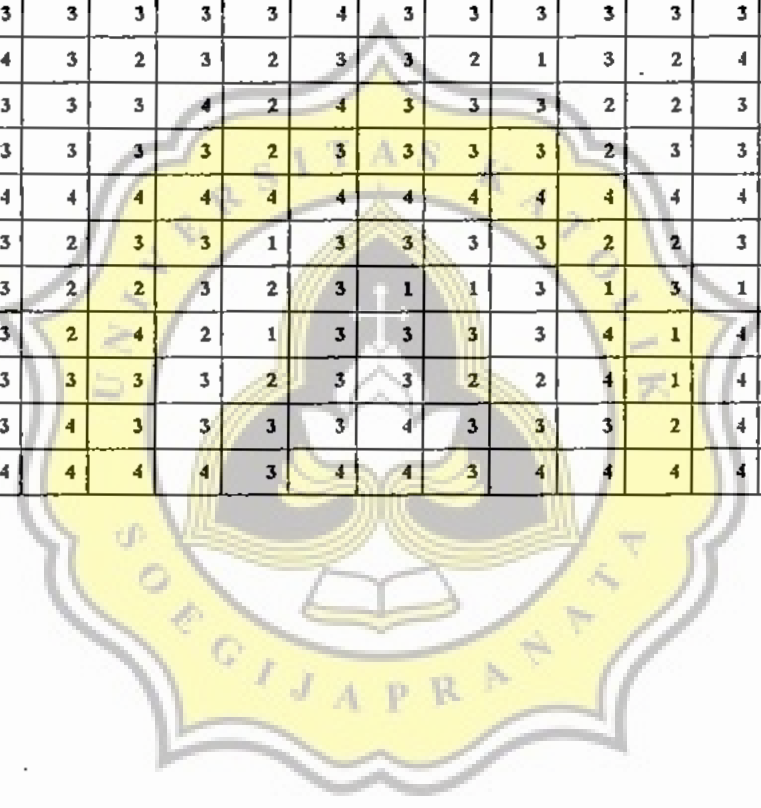 3 3 3 3 3 4 3 3 3 3 3 3
4 3 2 3 2 3 3 2 1 3 2 4
3 3 3 4 2 4 3 3 3 2 2 3
3 3 3 3 2 3 3 3 3 2 3 3
4 4 4 4 4 4 4 4 4 4 4 4
3 2 3 3 1 3 3 3 3 2 2 3
3 2 2 3 2 3 1 1 3 1 3 1
3 2 4 2 1 3 3 3 3 4 1 4
3 3 3 3 2 3 3 2 2 4 1 4
3 4 3 3 3 3 4 3 3 3 2 4
4 4 4 4 3 4 4 3 4 4 4 4
UNIVERSITAS KATOLIK
SOEGIJAPRANATA